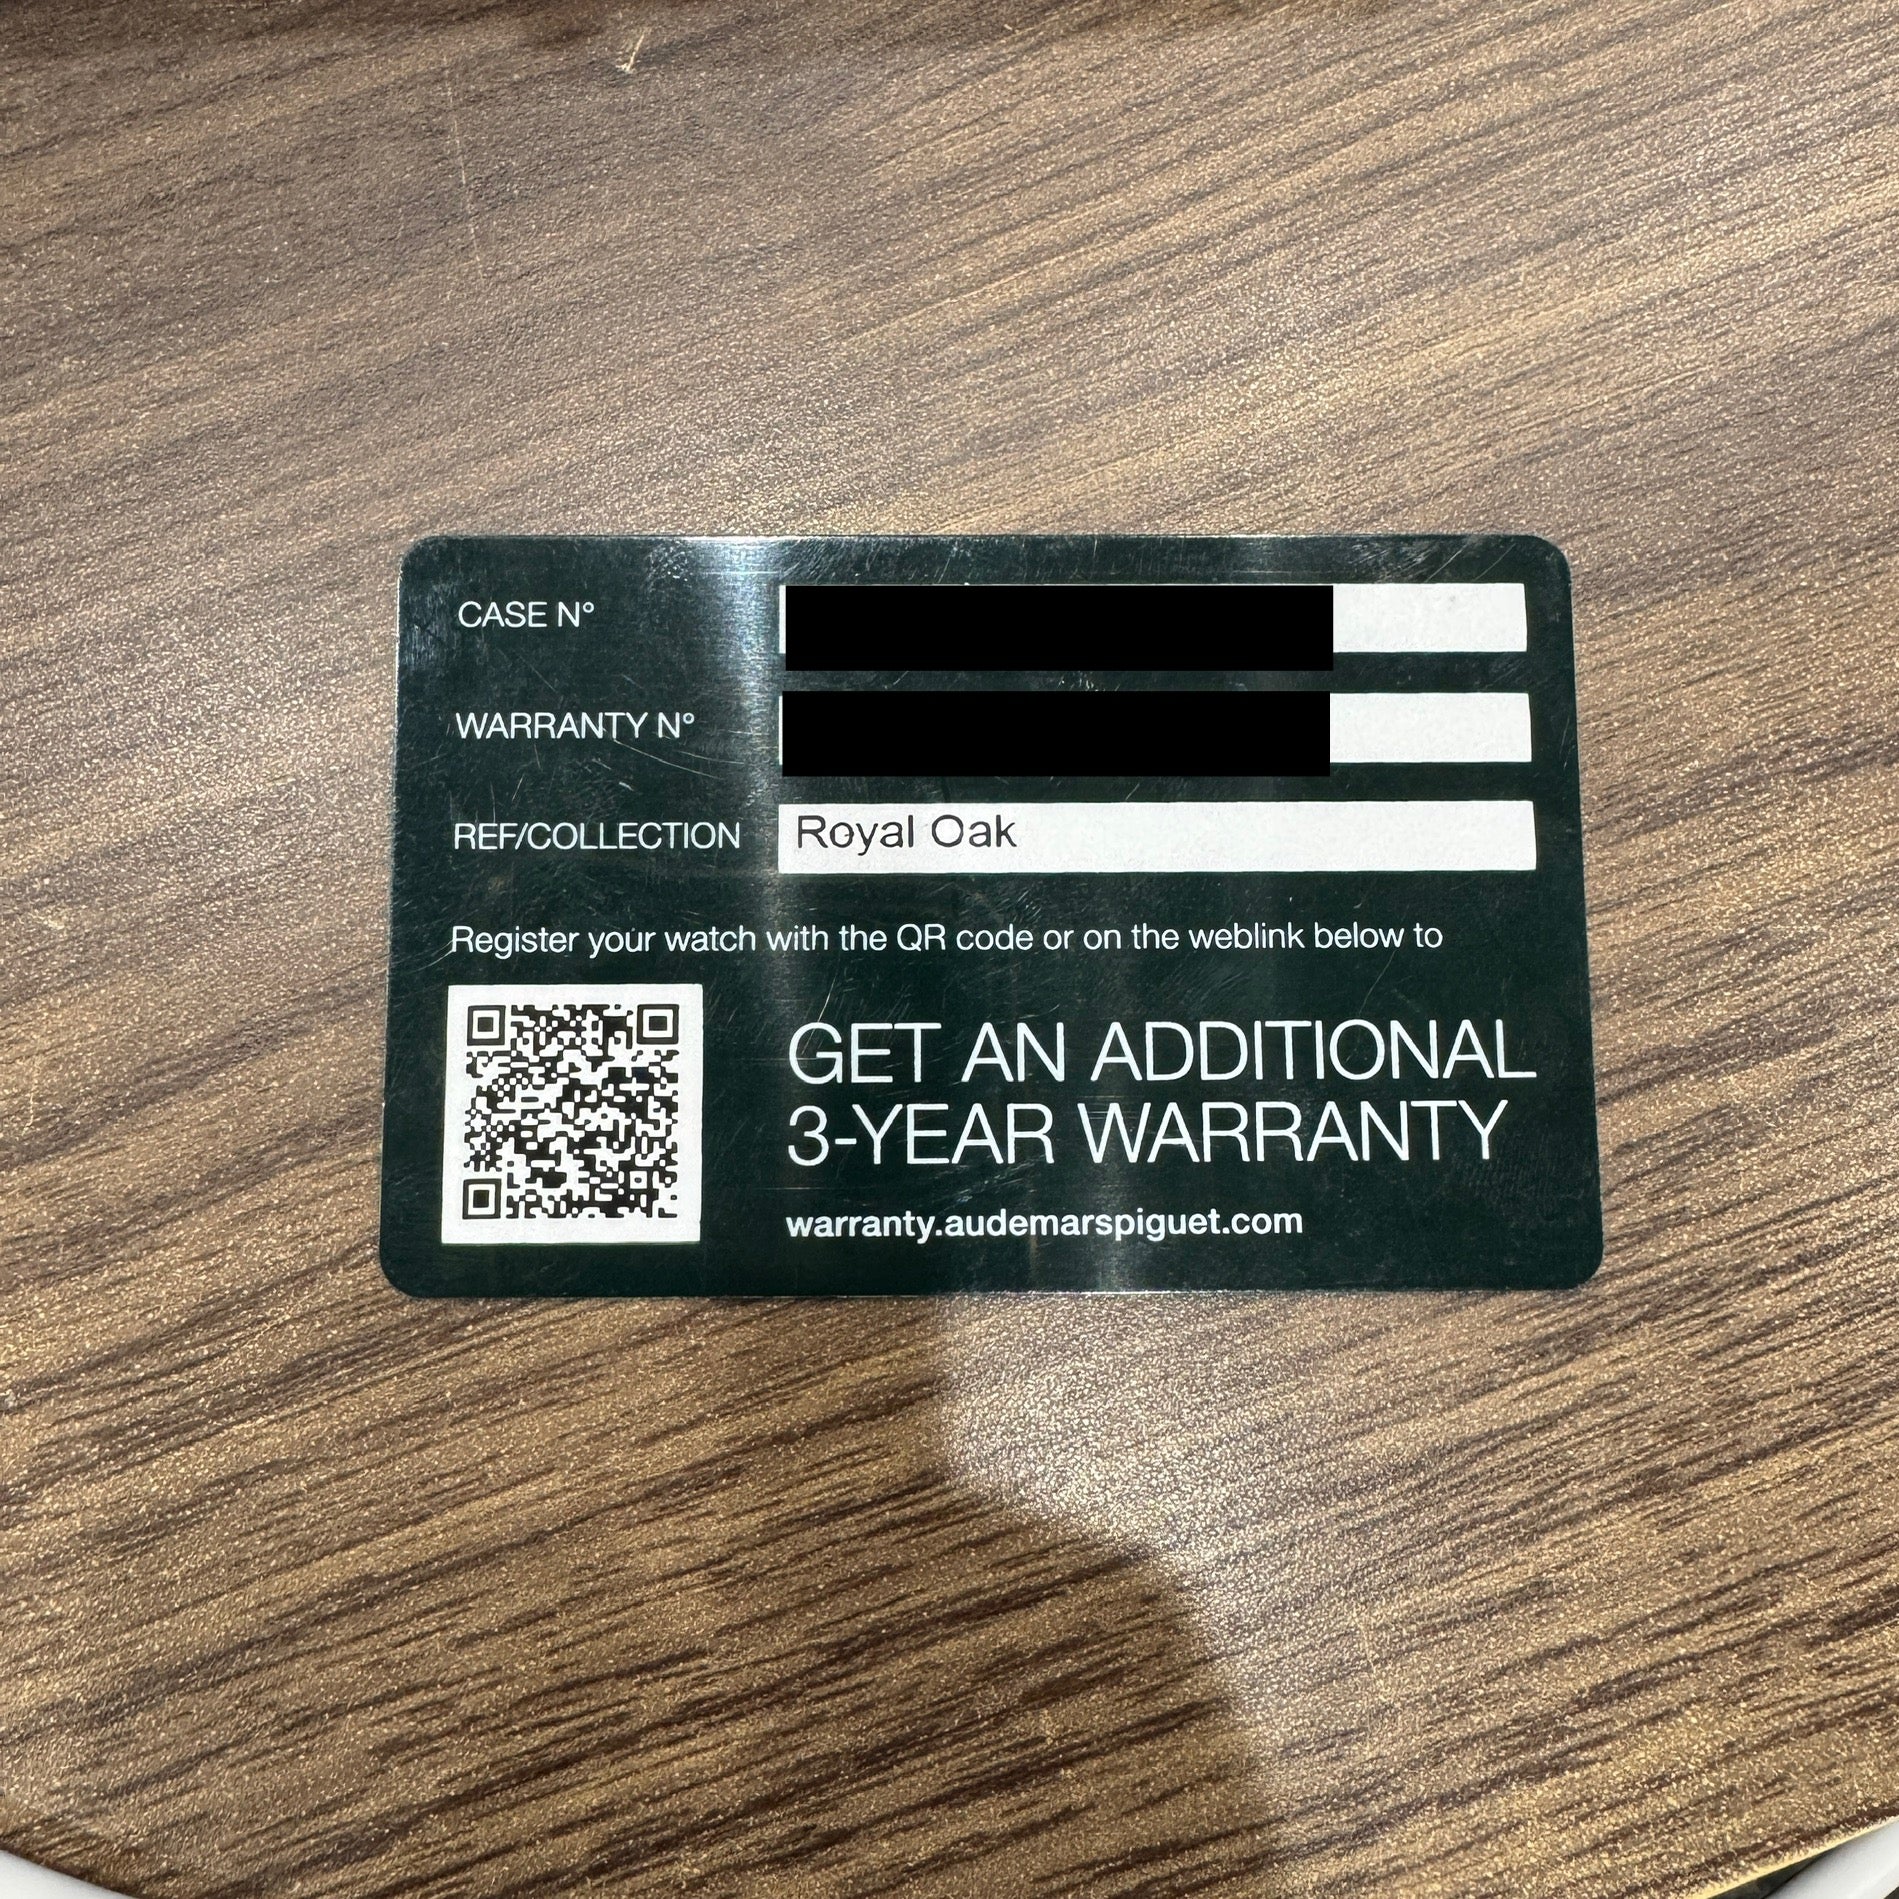 CASE N°
WARRANTY N°
REF/COLLECTION Royal Oak
Register your watch with the QR code or on the weblink below to
GET AN ADDITIONAL
3-YEAR WARRANTY
warranty.audemarspiguet.com